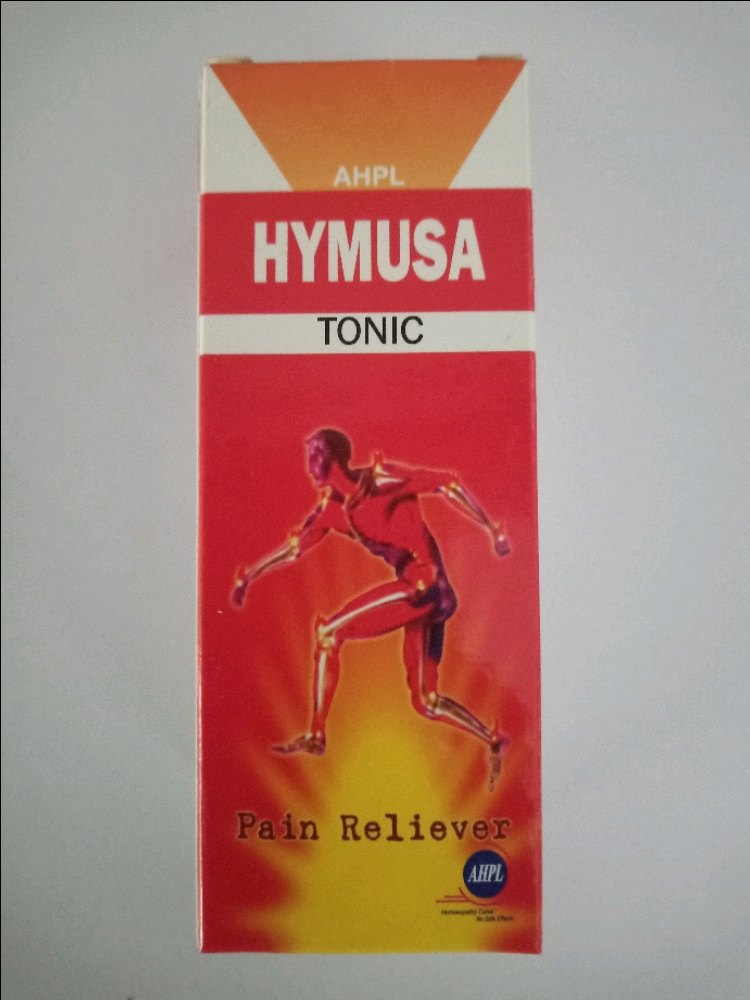 AHPL
HYMUSA
TONIC
Pain Reliever
AHPL
Homoeopathy Cures
No Side Effects